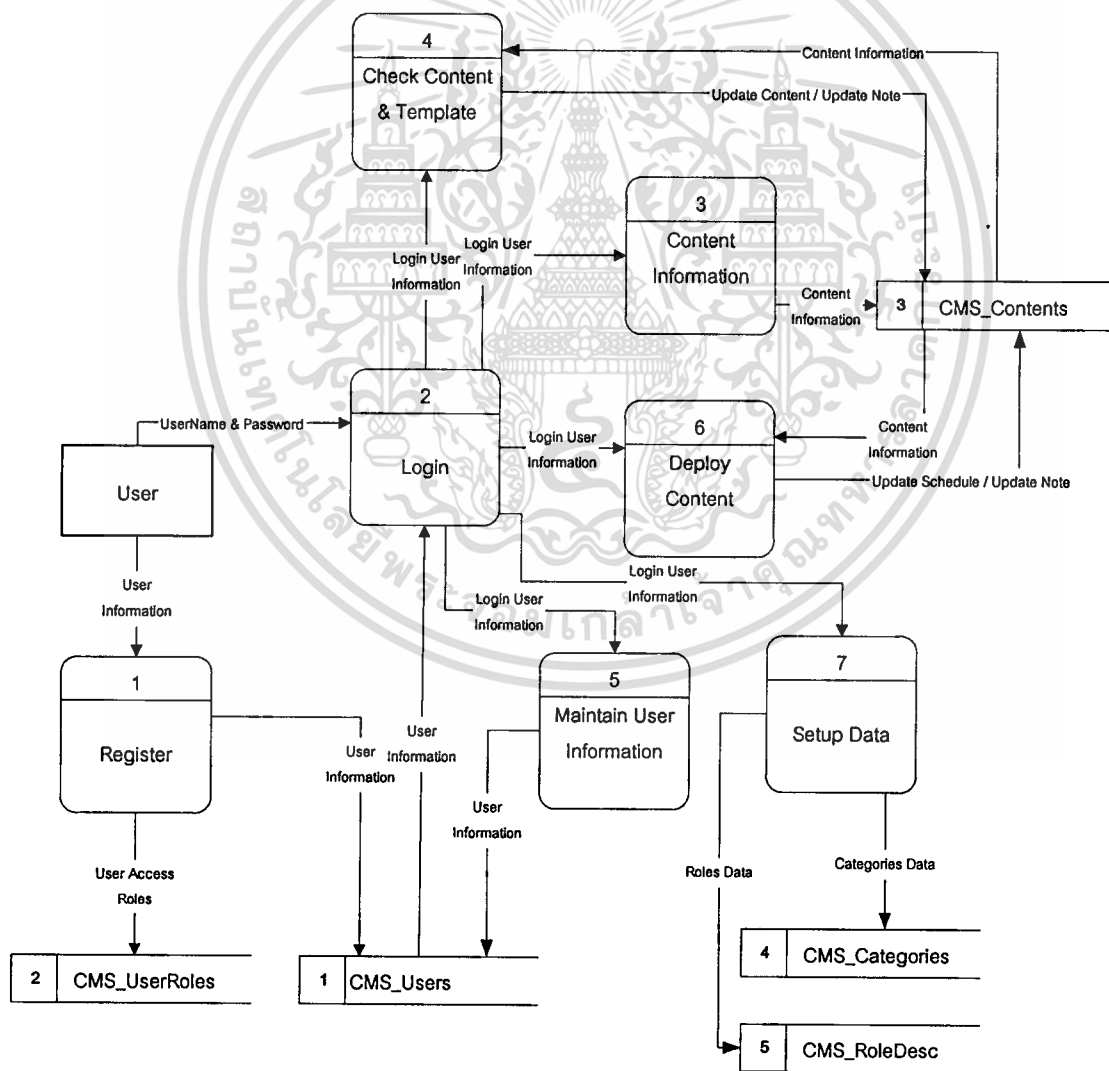 4
Check Content
& Template
Content Information
Update Content / Update Note
3
Content
Information
Login User
Information
Login User
Information
Content
Information
3 CMS_Contents
2
Login
UserName & Password
User
Login User
Information
6
Deploy
Content
Content
Information
Update Schedule / Update Note
User
Information
Login User
Information
Login User
Information
1
Register
User
Information
User
Information
5
Maintain User
Information
7
Setup Data
User
Information
User Access
Roles
Roles Data
Categories Data
2 CMS_UserRoles
1 CMS_Users
4 CMS_Categories
5 CMS_RoleDesc